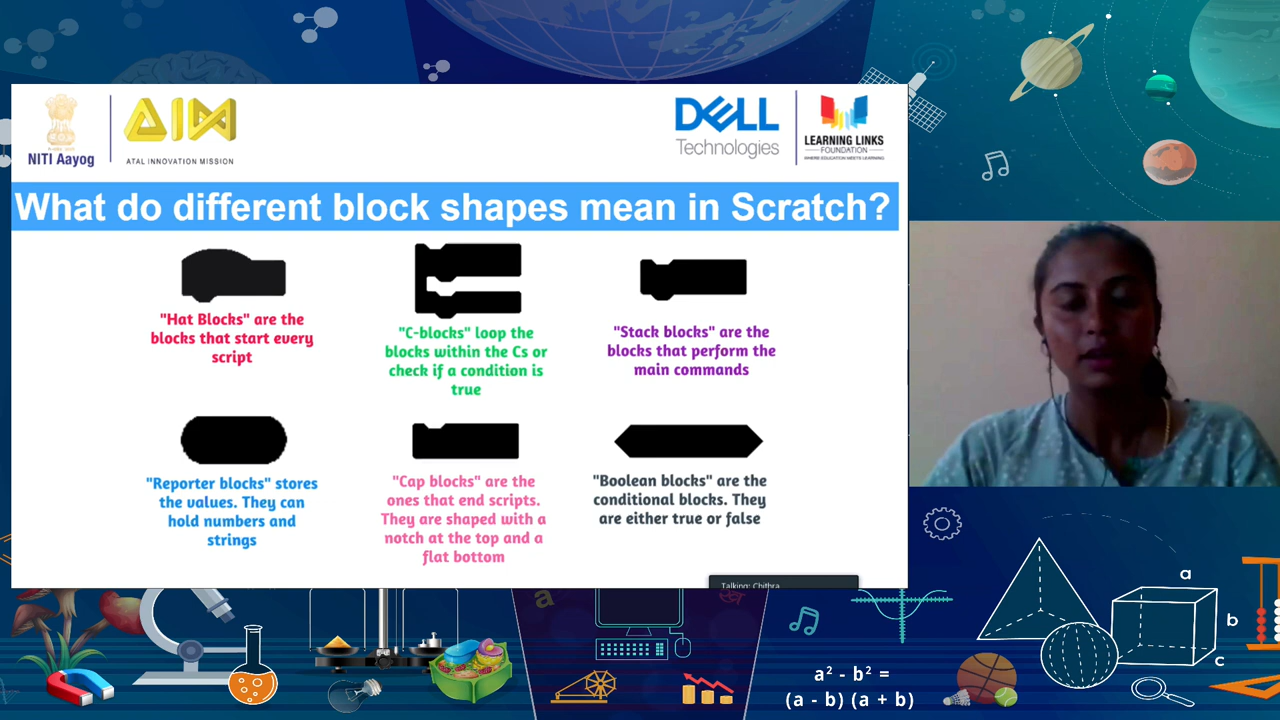 NITI Aayog
AIM
ATAL INNOVATION MISSION
DELL
Technologies
LEARNING LINKS
FOUNDATION
WHERE EDUCATION MEETS LEARNING
What do different block shapes mean in Scratch?
"Hat Blocks" are the
blocks that start every
script
"C-blocks" loop the
blocks within the Cs or
check if a condition is
true
"Stack blocks" are the
blocks that perform the
main commands
"Reporter blocks" stores
the values. They can
hold numbers and
strings
"Cap blocks" are the
ones that end scripts.
They are shaped with a
notch at the top and a
flat bottom
"Boolean blocks" are the
conditional blocks. They
are either true or false
Talking: Chithra
a
a
b
c
a² - b² =
(a - b) (a + b)